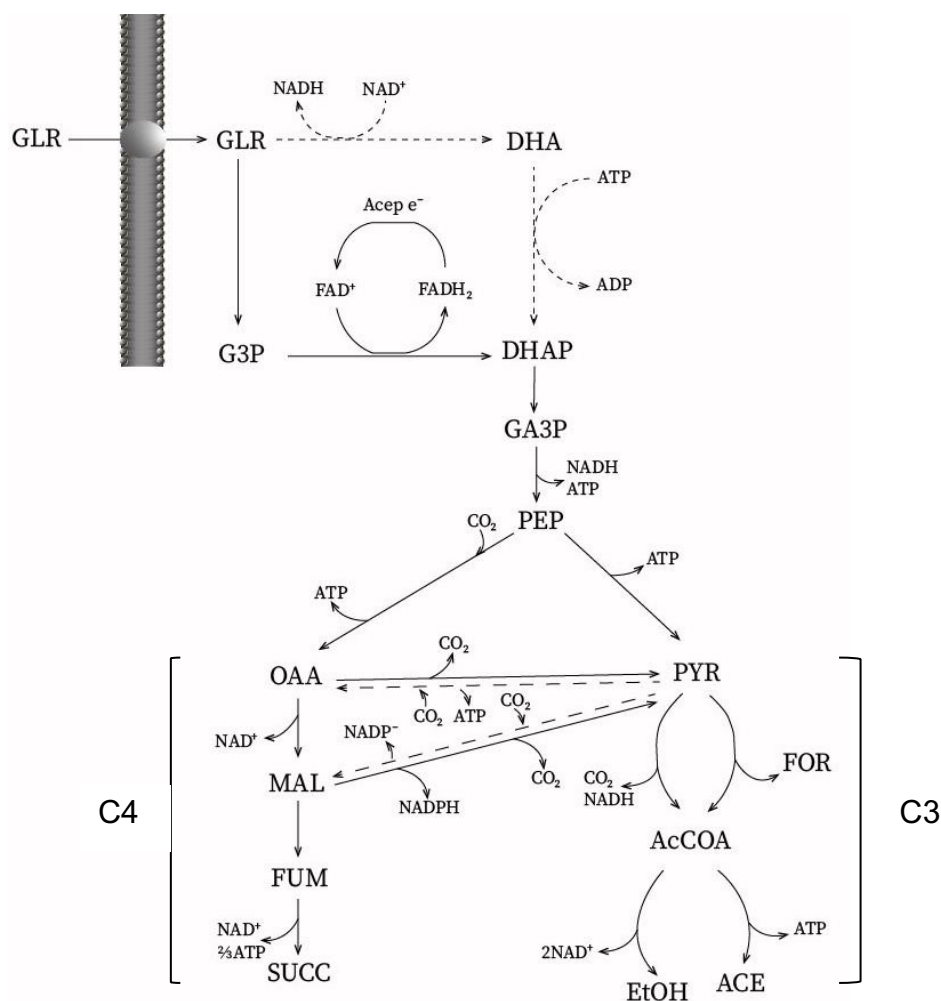 NADH NAD⁺
GLR GLR DHA
ATP
Acep e⁻
FAD⁺ FADH₂ ADP
G3P DHAP
GA3P
NADH
ATP
CO₂ PEP
ATP
ATP
CO₂
OAA PYR
CO₂ ATP CO₂
NAD⁺ NADP⁻
MAL CO₂ CO₂ FOR
NADPH NADH
C4 C3
AcCOA
FUM
NAD⁺ ATP
⅔ATP 2NAD⁺
SUCC ACE
EtOH